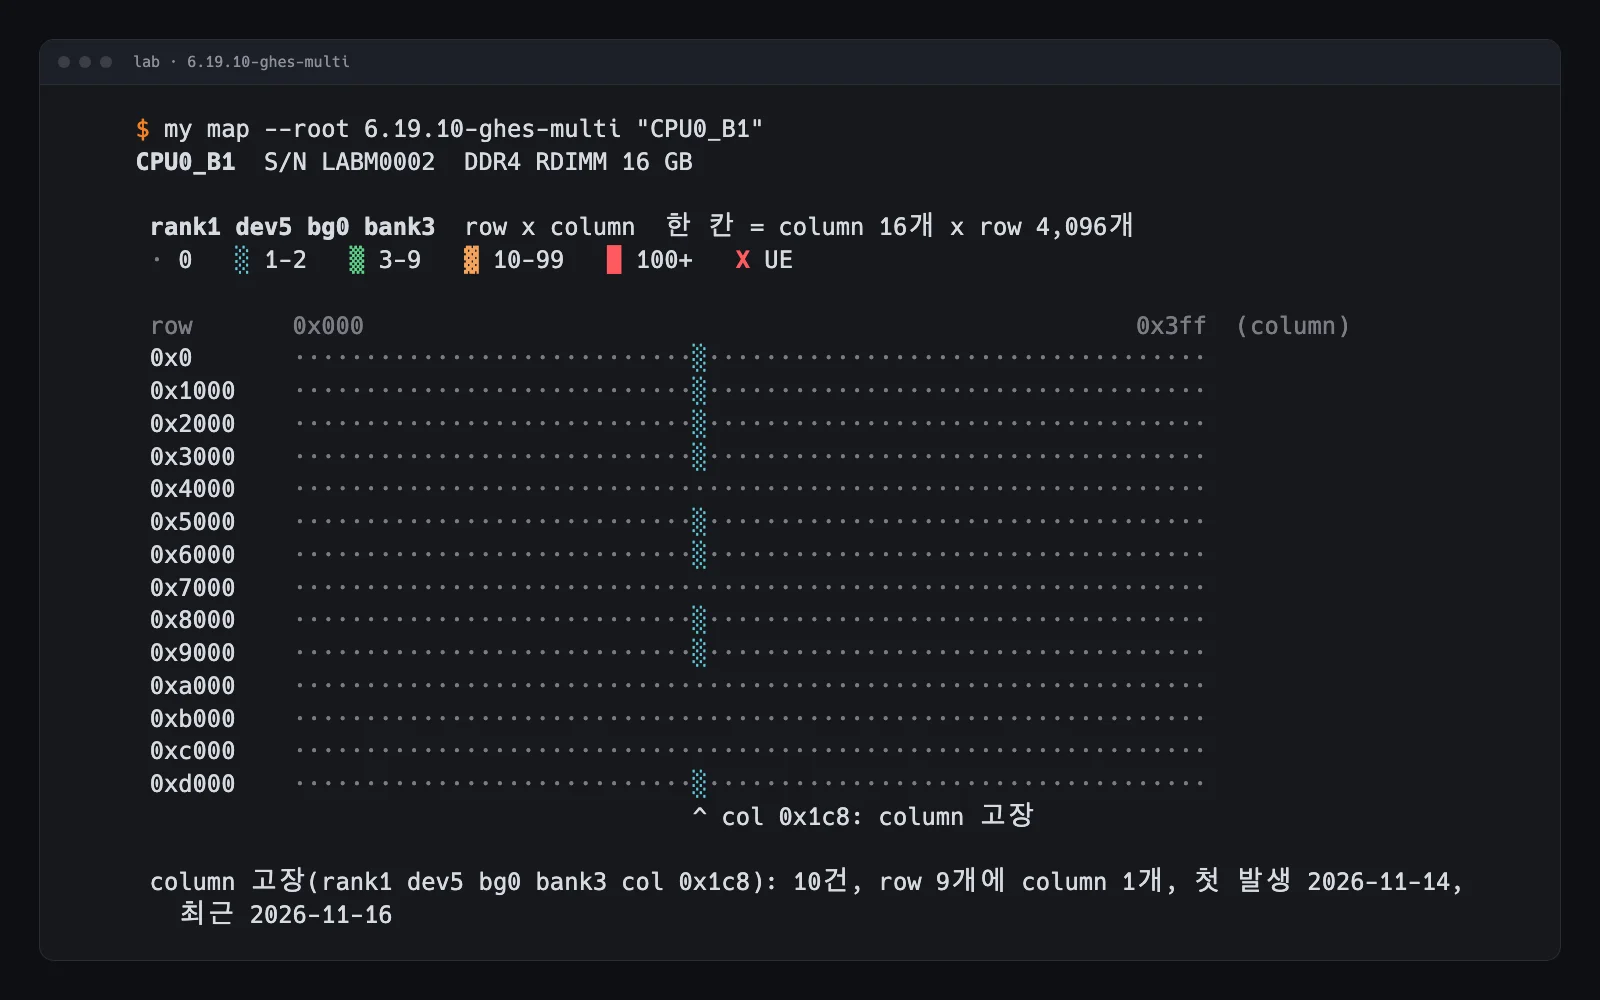 lab · 6.19.10-ghes-multi
$ my map --root 6.19.10-ghes-multi "CPU0_B1"
CPU0_B1  S/N LABM0002  DDR4 RDIMM 16 GB
rank1 dev5 bg0 bank3  row x column  한 칸 = column 16개 x row 4,096개
· 0   ░ 1-2   ▒ 3-9   ▓ 10-99   █ 100+   X UE
row       0x000                                                      0x3ff  (column)
0x0       ····························░···································
0x1000    ····························░···································
0x2000    ····························░···································
0x3000    ····························░···································
0x4000    ································································
0x5000    ····························░···································
0x6000    ····························░···································
0x7000    ································································
0x8000    ····························░···································
0x9000    ····························░···································
0xa000    ································································
0xb000    ································································
0xc000    ································································
0xd000    ····························░···································
^ col 0x1c8: column 고장
column 고장(rank1 dev5 bg0 bank3 col 0x1c8): 10건, row 9개에 column 1개, 첫 발생 2026-11-14,
최근 2026-11-16